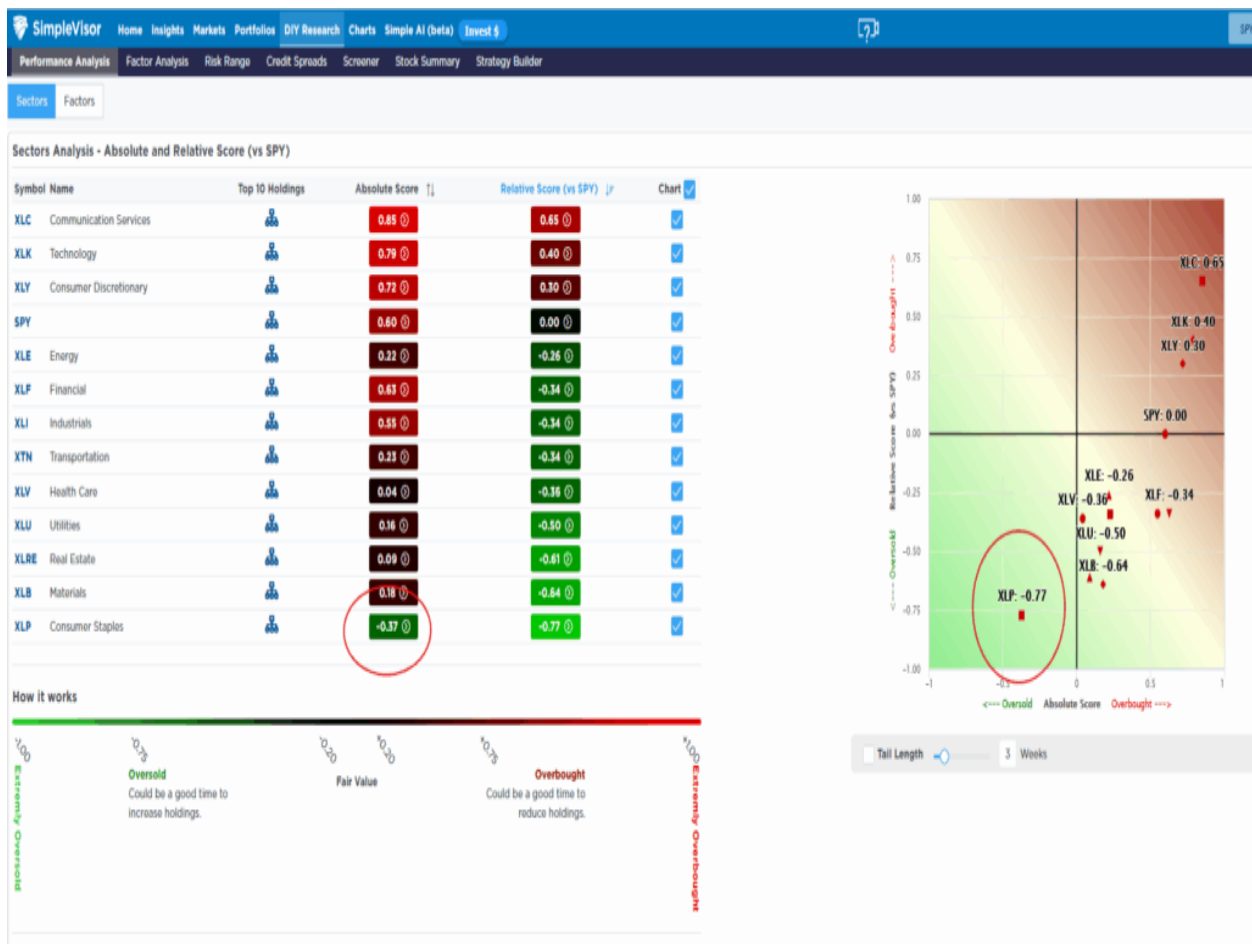 SimpleVisor Home Insights Markets Portfolios DIY Research Charts Simple AI (beta) Invest $
Performance Analysis Factor Analysis Risk Range Credit Spreads Screener Stock Summary Strategy Builder
Sectors Factors
Sectors Analysis - Absolute and Relative Score (vs SPY)
Symbol Name Top 10 Holdings Absolute Score Relative Score (vs SPY) Chart
XLC Communication Services 0.85 0.65
XLK Technology 0.79 0.40
XLY Consumer Discretionary 0.72 0.30
SPY 0.60 0.00
XLE Energy 0.22 -0.26
XLF Financial 0.63 -0.34
XLI Industrials 0.55 -0.34
XTN Transportation 0.23 -0.34
XLV Health Care 0.04 -0.36
XLU Utilities 0.16 -0.50
XLRE Real Estate 0.09 -0.61
XLB Materials 0.18 -0.64
XLP Consumer Staples -0.37 -0.77
How it works
-1.00 -0.75 -0.20 +0.20 +0.75 +1.00
Extremly Oversold
Oversold
Could be a good time to
increase holdings.
Fair Value
Overbought
Could be a good time to
reduce holdings.
Extremly Overbought
<--- Oversold Relative Score (vs SPY) Overbought --->
1.00
0.75
0.50
0.25
0.00
-0.25
-0.50
-0.75
-1.00
XLC: 0.65
XLK: 0.40
XLY: 0.30
SPY: 0.00
XLE: -0.26
XLV: -0.36
XLF: -0.34
XLU: -0.50
XLB: -0.64
XLP: -0.77
-1 -0.5 0 0.5 1
<--- Oversold Absolute Score Overbought --->
Tail Length 3 Weeks